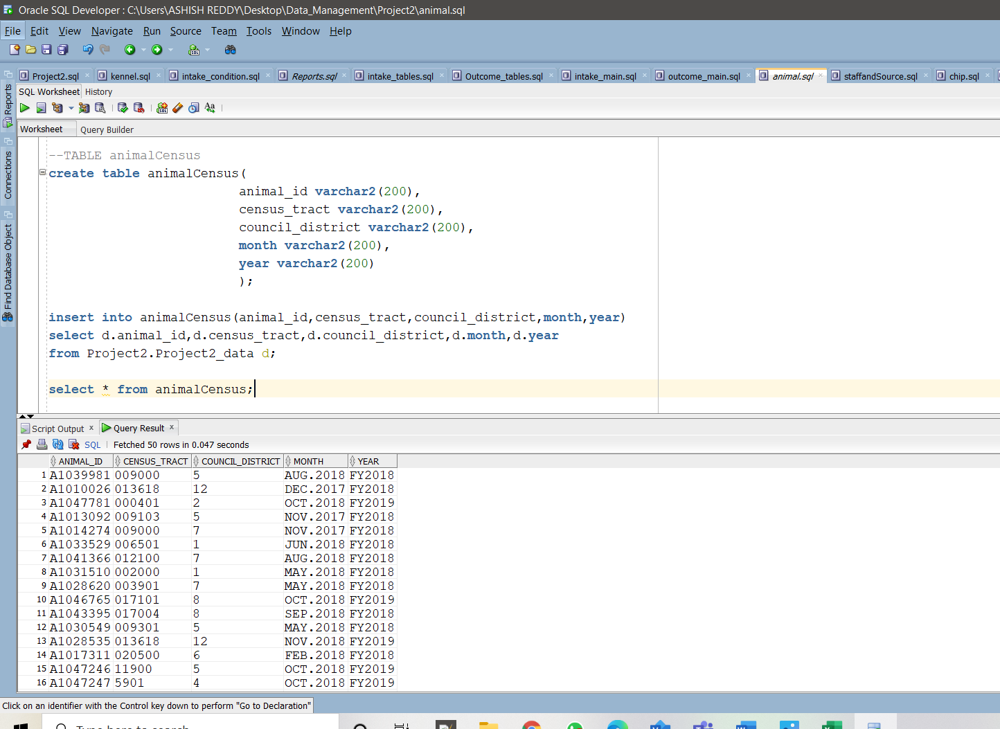 Oracle SQL Developer : C:\Users\ASHISH REDDY\Desktop\Data_Management\Project2\animal.sql
File Edit View Navigate Run Source Team Tools Window Help
Project2.sql kennel.sql intake_condition.sql Reports.sql intake_tables.sql Outcome_tables.sql intake_main.sql outcome_main.sql animal.sql staffandSource.sql chip.sql
Reports
Connections
Find Database Object
SQL Worksheet History
Worksheet Query Builder
--TABLE animalCensus
create table animalCensus(
animal_id varchar2(200),
census_tract varchar2(200),
council_district varchar2(200),
month varchar2(200),
year varchar2(200)
);
insert into animalCensus(animal_id,census_tract,council_district,month,year)
select d.animal_id,d.census_tract,d.council_district,d.month,d.year
from Project2.Project2_data d;
select * from animalCensus;
Script Output x Query Result x
SQL Fetched 50 rows in 0.047 seconds
ANIMAL_ID CENSUS_TRACT COUNCIL_DISTRICT MONTH YEAR
1 A1039981 009000 5 AUG.2018 FY2018
2 A1010026 013618 12 DEC.2017 FY2018
3 A1047781 000401 2 OCT.2018 FY2019
4 A1013092 009103 5 NOV.2017 FY2018
5 A1014274 009000 7 NOV.2017 FY2018
6 A1033529 006501 1 JUN.2018 FY2018
7 A1041366 012100 7 AUG.2018 FY2018
8 A1031510 002000 1 MAY.2018 FY2018
9 A1028620 003901 7 MAY.2018 FY2018
10 A1046765 017101 8 OCT.2018 FY2019
11 A1043395 017004 8 SEP.2018 FY2018
12 A1030549 009301 5 MAY.2018 FY2018
13 A1028535 013618 12 NOV.2018 FY2019
14 A1017311 020500 6 FEB.2018 FY2018
15 A1047246 11900 5 OCT.2018 FY2019
16 A1047247 5901 4 OCT.2018 FY2019
Click on an identifier with the Control key down to perform "Go to Declaration"
Type here to search